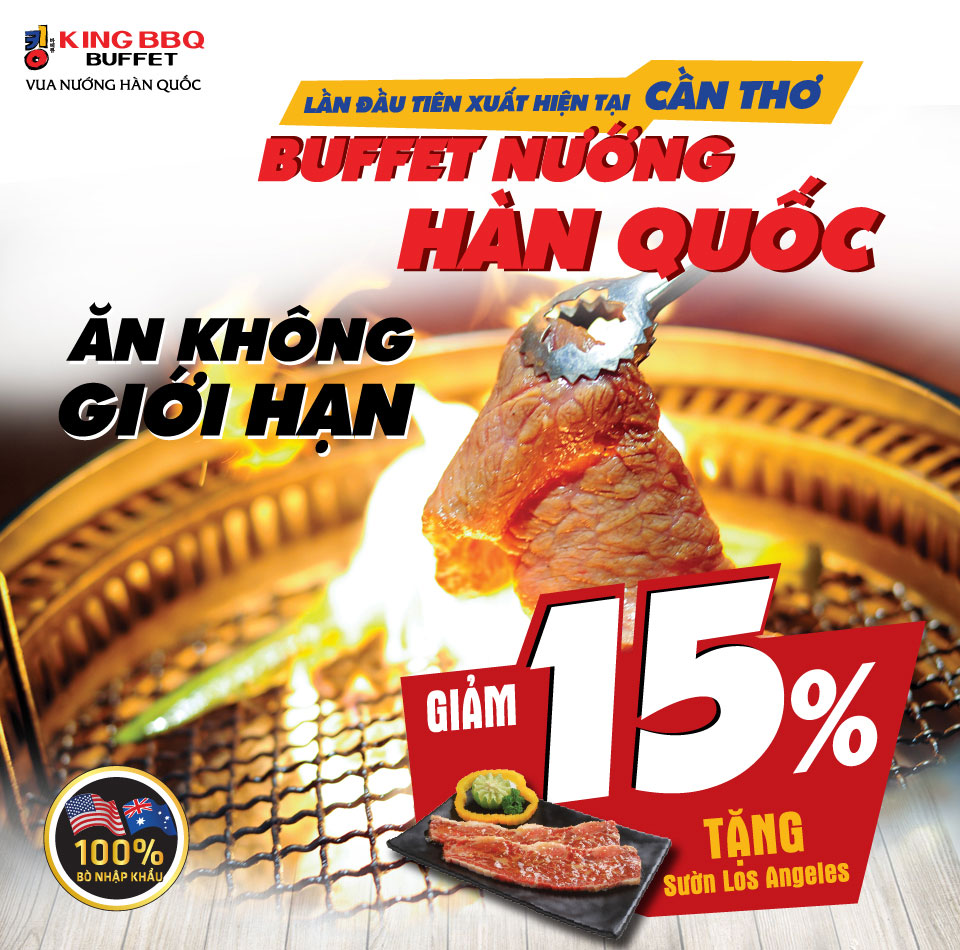 KING BBQ
BUFFET
VUA NƯỚNG HÀN QUỐC
LẦN ĐẦU TIÊN XUẤT HIỆN TẠI CẦN THƠ
BUFFET NƯỚNG
HÀN QUỐC
ĂN KHÔNG
GIỚI HẠN
GIẢM 15%
TẶNG
Sườn Los Angeles
100%
BÒ NHẬP KHẨU